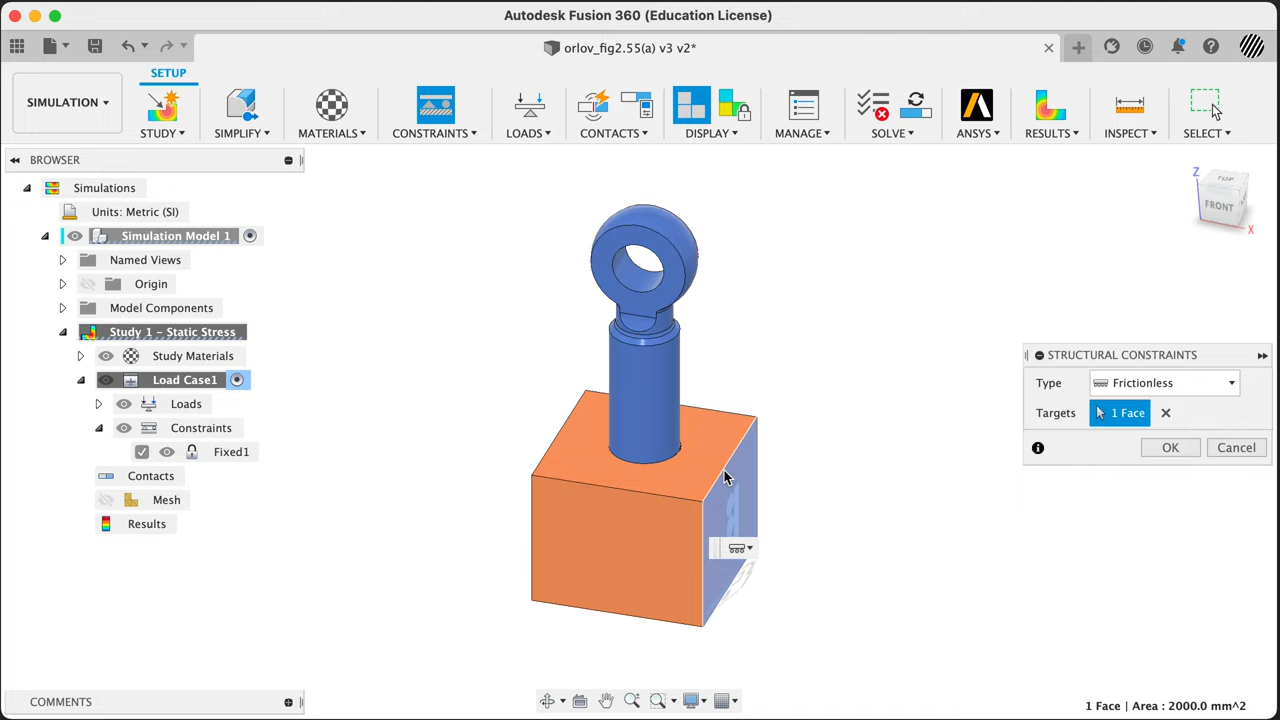 Autodesk Fusion 360 (Education License)
orlov_fig2.55(a) v3 v2*
SETUP
SIMULATION
STUDY
SIMPLIFY
MATERIALS
CONSTRAINTS
LOADS
CONTACTS
DISPLAY
MANAGE
SOLVE
ANSYS
RESULTS
INSPECT
SELECT
BROWSER
Simulations
Units: Metric (SI)
Simulation Model 1
Named Views
Origin
Model Components
Study 1 - Static Stress
Study Materials
Load Case1
Loads
Constraints
Fixed1
Contacts
Mesh
Results
Z
TOP
FRONT
X
STRUCTURAL CONSTRAINTS
Type Frictionless
Targets 1 Face
OK Cancel
COMMENTS
1 Face | Area : 2000.0 mm^2